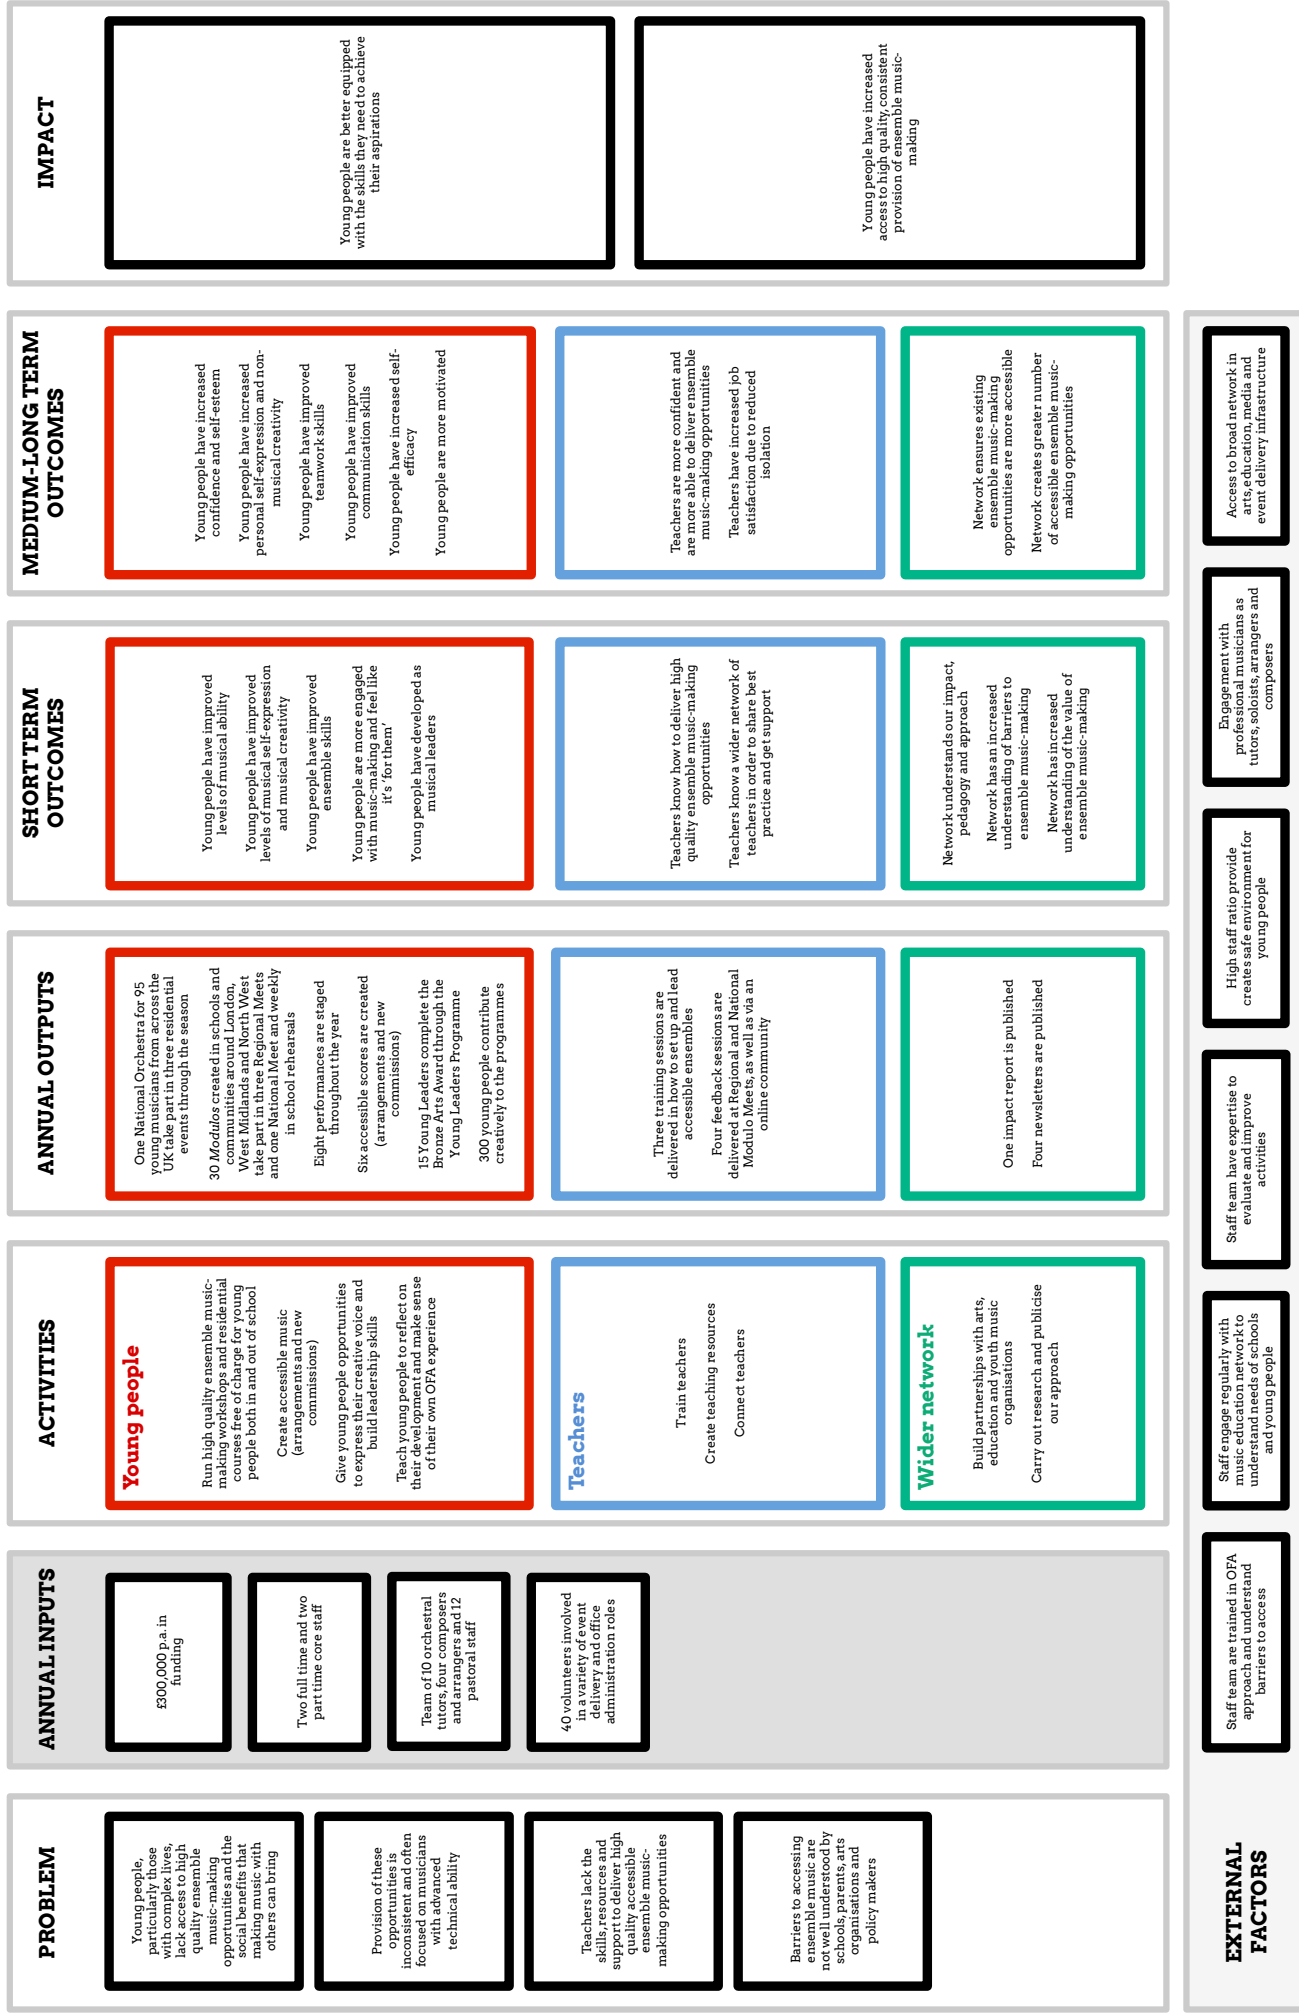 PROBLEM
Young people,
particularly those
with complex lives,
lack access to high
quality ensemble
music-making
opportunities and the
social benefits that
making music with
others can bring
Provision of these
opportunities is
inconsistent and often
focused on musicians
with advanced
technical ability
Teachers lack the
skills, resources and
support to deliver high
quality accessible
ensemble music-
making opportunities
Barriers to accessing
ensemble music are
not well understood by
schools, parents, arts
organisations and
policy makers
ANNUAL INPUTS
£300,000 p.a. in
funding
Two full time and two
part time core staff
Team of 10 orchestral
tutors, four composers
and arrangers and 12
pastoral staff
40 volunteers involved
in a variety of event
delivery and office
administration roles
ACTIVITIES
Young people
Run high quality ensemble music-
making workshops and residential
courses free of charge for young
people both in and out of school
Create accessible music
(arrangements and new
commissions)
Give young people opportunities
to express their creative voice and
build leadership skills
Teach young people to reflect on
their development and make sense
of their own OFA experience
Teachers
Train teachers
Create teaching resources
Connect teachers
Wider network
Build partnerships with arts,
education and youth music
organisations
Carry out research and publicise
our approach
ANNUAL OUTPUTS
One National Orchestra for 95
young musicians from across the
UK take part in three residential
events through the season
30 Modulos created in schools and
communities around London,
West Midlands and North West
take part in three Regional Meets
and one National Meet and weekly
in school rehearsals
Eight performances are staged
throughout the year
Six accessible scores are created
(arrangements and new
commissions)
15 Young Leaders complete the
Bronze Arts Award through the
Young Leaders Programme
300 young people contribute
creatively to the programmes
Three training sessions are
delivered in how to set up and lead
accessible ensembles
Four feedback sessions are
delivered at Regional and National
Modulo Meets, as well as via an
online community
One impact report is published
Four newsletters are published
SHORT TERM
OUTCOMES
Young people have improved
levels of musical ability
Young people have improved
levels of musical self-expression
and musical creativity
Young people have improved
ensemble skills
Young people are more engaged
with music-making and feel like
it's ‘for them’
Young people have developed as
musical leaders
Teachers know how to deliver high
quality ensemble music-making
opportunities
Teachers know a wider network of
teachers in order to share best
practice and get support
Network understands our impact,
pedagogy and approach
Network has an increased
understanding of barriers to
ensemble music-making
Network has increased
understanding of the value of
ensemble music-making
MEDIUM-LONG TERM
OUTCOMES
Young people have increased
confidence and self-esteem
Young people have increased
personal self-expression and non-
musical creativity
Young people have improved
teamwork skills
Young people have improved
communication skills
Young people have increased self-
efficacy
Young people are more motivated
Teachers are more confident and
are more able to deliver ensemble
music-making opportunities
Teachers have increased job
satisfaction due to reduced
isolation
Network ensures existing
ensemble music-making
opportunities are more accessible
Network creates greater number
of accessible ensemble music-
making opportunities
IMPACT
Young people are better equipped
with the skills they need to achieve
their aspirations
Young people have increased
access to high quality, consistent
provision of ensemble music-
making
EXTERNAL
FACTORS
Staff team are trained in OFA
approach and understand
barriers to access
Staff engage regularly with
music education network to
understand needs of schools
and young people
Staff team have expertise to
evaluate and improve
activities
High staff ratio provide
creates safe environment for
young people
Engagement with
professional musicians as
tutors, soloists, arrangers and
composers
Access to broad network in
arts, education, media and
event delivery infrastructure